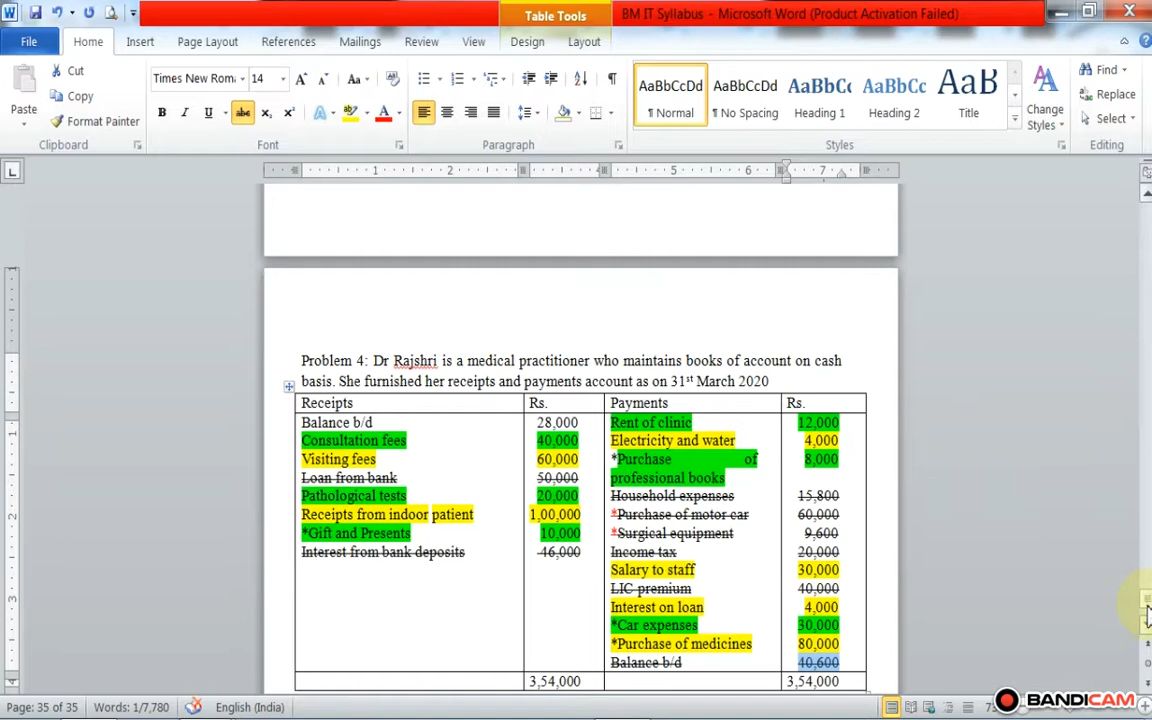 Table Tools
BM IT Syllabus - Microsoft Word (Product Activation Failed)
File Home Insert Page Layout References Mailings Review View Design Layout
Paste
Cut
Copy
Format Painter
Clipboard
Times New Rom
14
Font
Paragraph
AaBbCcDd
¶ Normal
AaBbCcDd
¶ No Spacing
AaBbCc
Heading 1
AaBbCc
Heading 2
AaB
Title
Change
Styles
Styles
Find
Replace
Select
Editing
Problem 4: Dr Rajshri is a medical practitioner who maintains books of account on cash
basis. She furnished her receipts and payments account as on 31st March 2020
Receipts Rs. Payments Rs.
Balance b/d 28,000 Rent of clinic 12,000
Consultation fees 40,000 Electricity and water 4,000
Visiting fees 60,000 *Purchase of 8,000
Loan from bank 50,000 professional books
Pathological tests 20,000 Household expenses 15,800
Receipts from indoor patient 1,00,000 *Purchase of motor car 60,000
*Gift and Presents 10,000 *Surgical equipment 9,600
Interest from bank deposits 46,000 Income tax 20,000
Salary to staff 30,000
LIC premium 40,000
Interest on loan 4,000
*Car expenses 30,000
*Purchase of medicines 80,000
Balance b/d 40,600
3,54,000 3,54,000
Page: 35 of 35 Words: 1/7,780 English (India)
BANDICAM